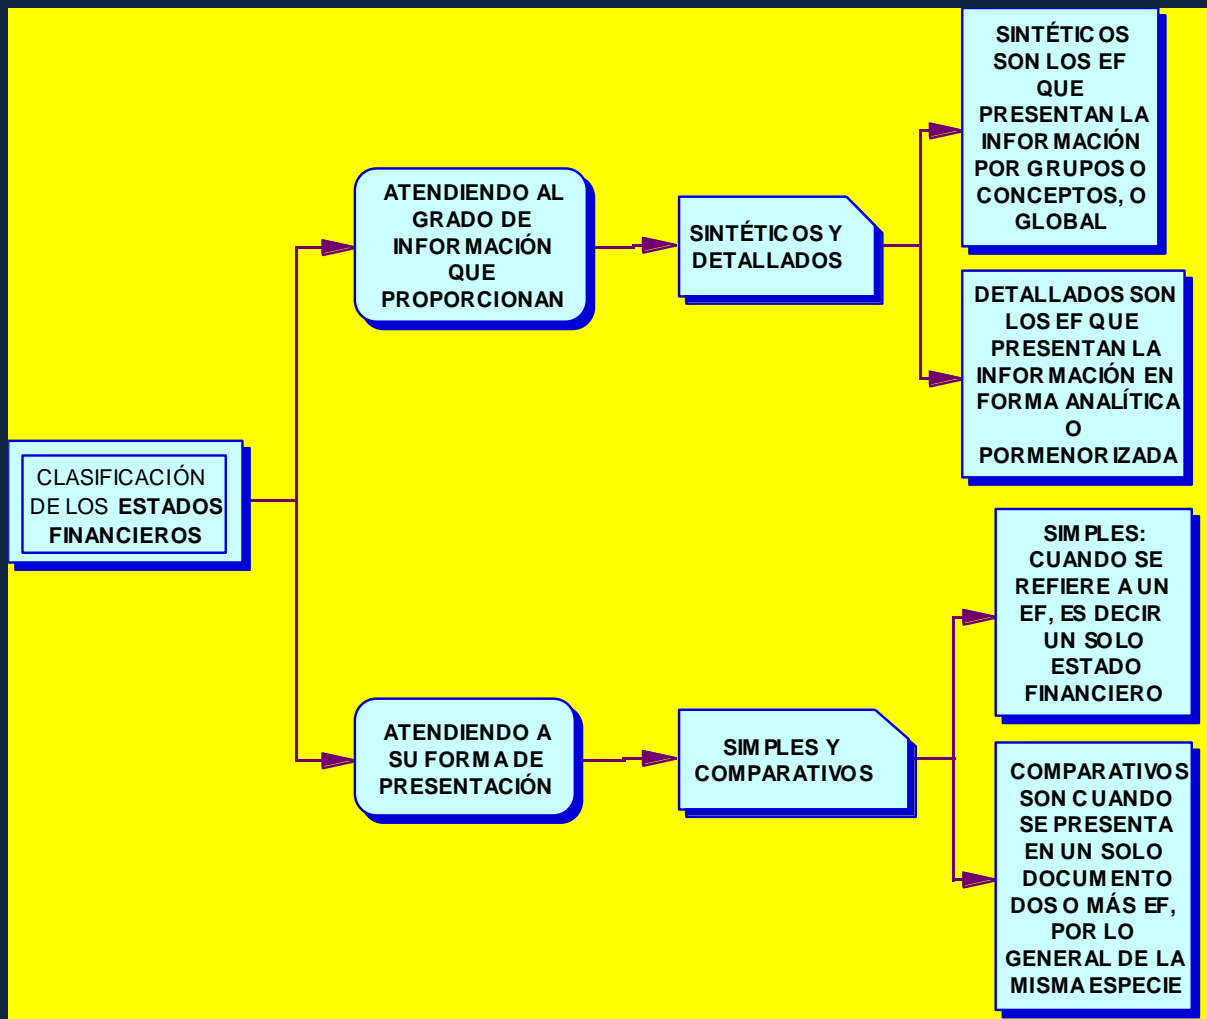 CLASIFICACIÓN
DE LOS ESTADOS
FINANCIEROS
ATENDIENDO AL
GRADO DE
INFORMACIÓN
QUE
PROPORCIONAN
SINTÉTICOS Y
DETALLADOS
SINTÉTICOS
SON LOS EF
QUE
PRESENTAN LA
INFORMACIÓN
POR GRUPOS O
CONCEPTOS, O
GLOBAL
DETALLADOS SON
LOS EF QUE
PRESENTAN LA
INFORMACIÓN EN
FORMA ANALÍTICA
O
PORMENORIZADA
ATENDIENDO A
SU FORMA DE
PRESENTACIÓN
SIMPLES Y
COMPARATIVOS
SIMPLES:
CUANDO SE
REFIERE A UN
EF, ES DECIR
UN SOLO
ESTADO
FINANCIERO
COMPARATIVOS
SON CUANDO
SE PRESENTA
EN UN SOLO
DOCUMENTO
DOS O MÁS EF,
POR LO
GENERAL DE LA
MISMA ESPECIE